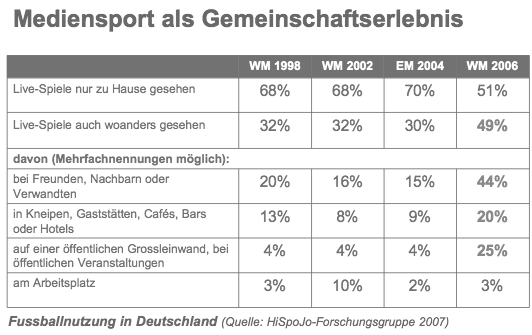 Mediensport als Gemeinschaftserlebnis
WM 1998 WM 2002 EM 2004 WM 2006
Live-Spiele nur zu Hause gesehen 68% 68% 70% 51%
Live-Spiele auch woanders gesehen 32% 32% 30% 49%
davon (Mehrfachnennungen möglich):
bei Freunden, Nachbarn oder 20% 16% 15% 44%
Verwandten
in Kneipen, Gaststätten, Cafés, Bars 13% 8% 9% 20%
oder Hotels
auf einer öffentlichen Grossleinwand, bei 4% 4% 4% 25%
öffentlichen Veranstaltungen
am Arbeitsplatz 3% 10% 2% 3%
Fussballnutzung in Deutschland (Quelle: HiSpoJo-Forschungsgruppe 2007)